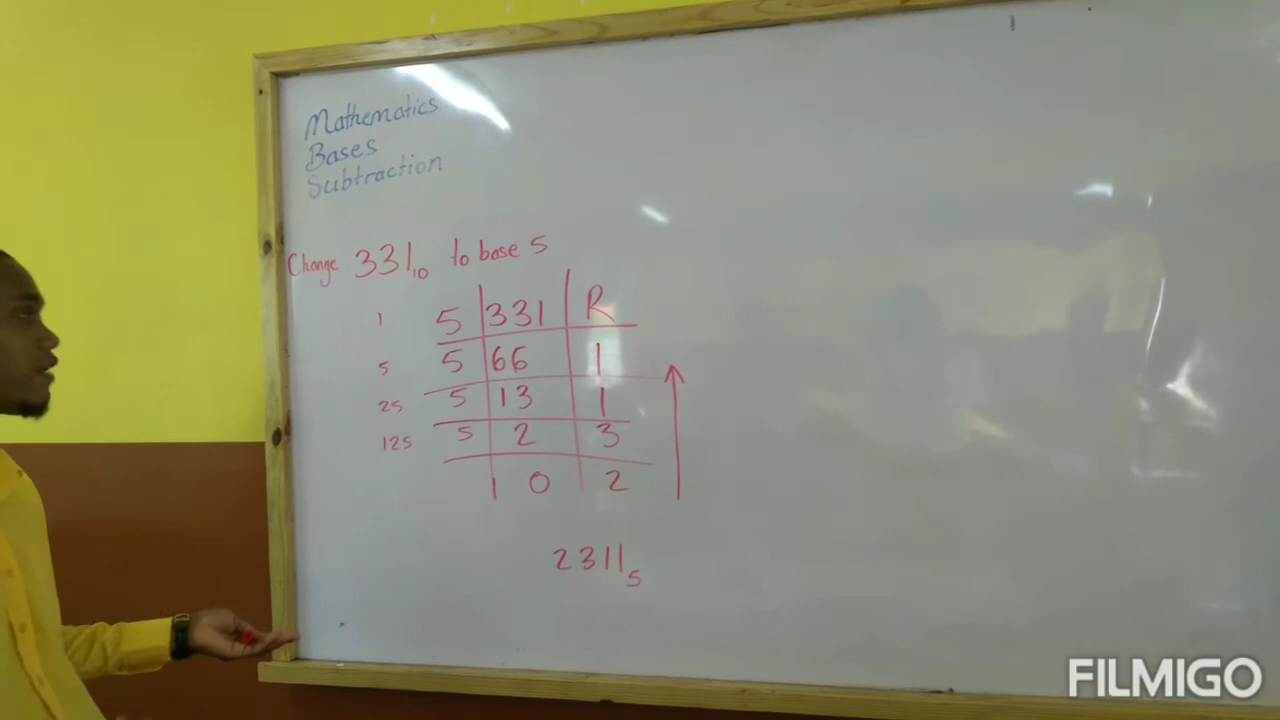 Mathematics
Bases
Subtraction
Change 331₁₀ to base 5
1 5 331 R
5 5 66 1
25 5 13 1
125 5 2 3
0 2
2311₅
FILMIGO